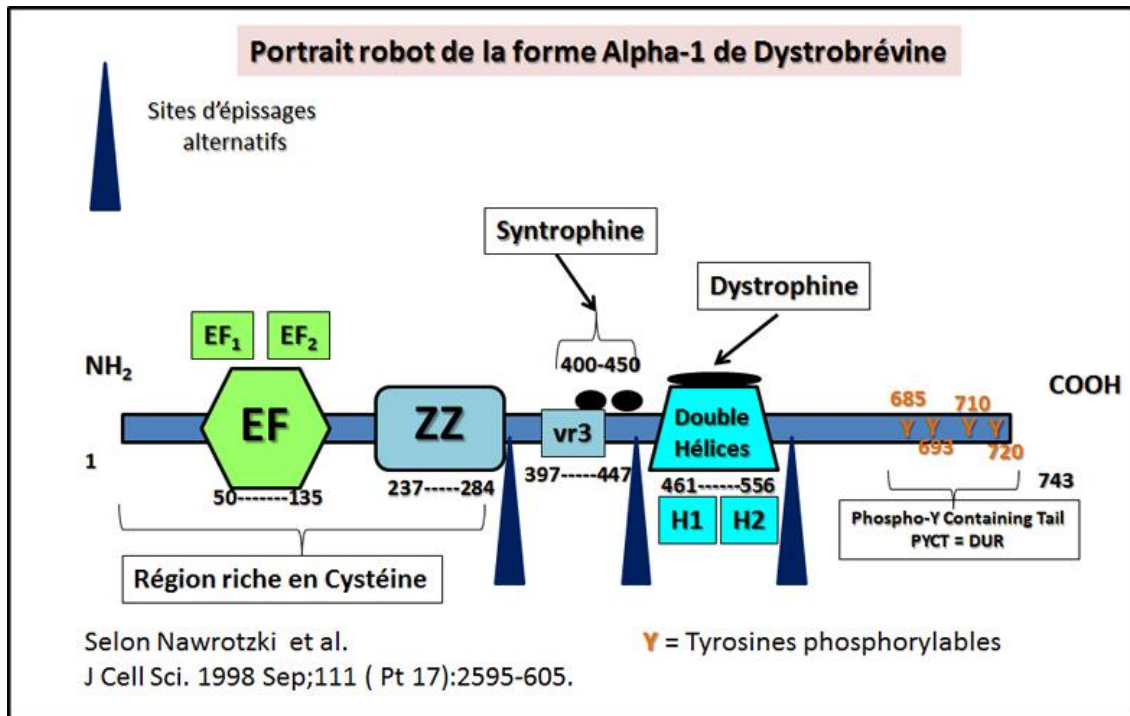 Portrait robot de la forme Alpha-1 de Dystrobrévine
Sites d'épissages
alternatifs
Syntrophine
Dystrophine
EF1
EF2
400-450
NH2
COOH
EF
ZZ
vr3
Double
Hélices
685
710
Y Y Y Y
693
720
1
50-------135
237-----284
397-----447
461------556
743
H1
H2
Phospho-Y Containing Tail
PYCT = DUR
Région riche en Cystéine
Selon Nawrotzki et al.
J Cell Sci. 1998 Sep;111 ( Pt 17):2595-605.
Y = Tyrosines phosphorylables